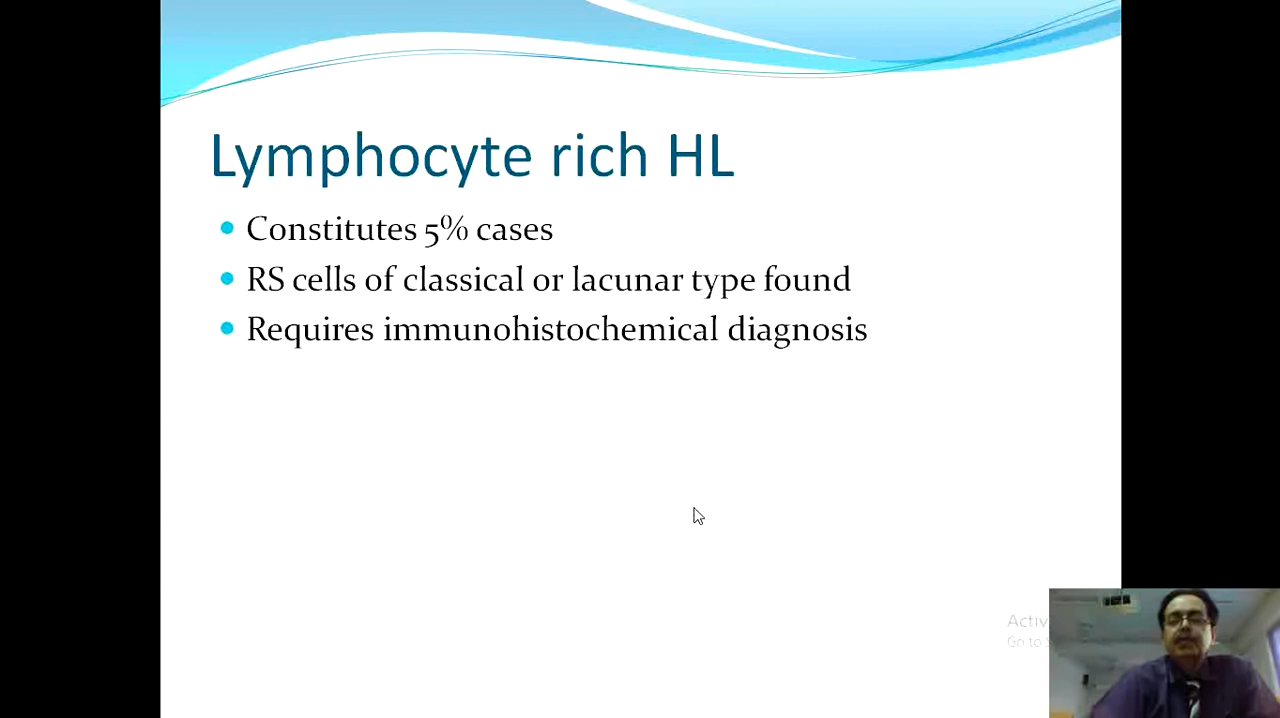 Lymphocyte rich HL
Constitutes 5% cases
RS cells of classical or lacunar type found
Requires immunohistochemical diagnosis
Go to